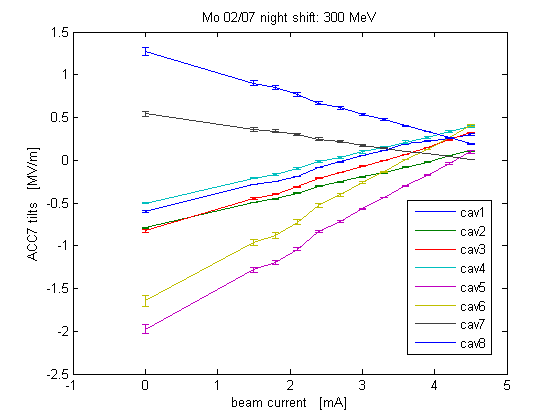 Mo 02/07 night shift: 300 MeV
1.5
1
0.5
0
-0.5
-1
-1.5
-2
-2.5
ACC7 tilts [MV/m]
cav1
cav2
cav3
cav4
cav5
cav6
cav7
cav8
-1 0 1 2 3 4 5
beam current [mA]